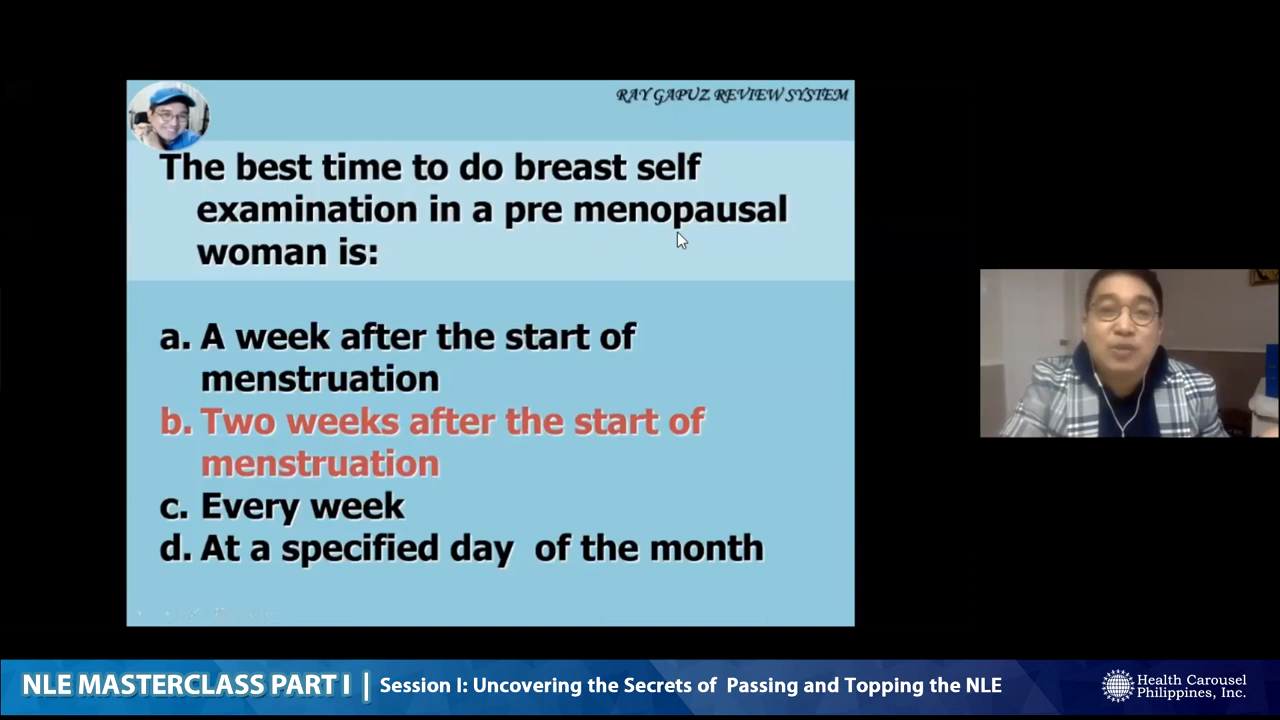 RAY GAPUZ REVIEW SYSTEM
The best time to do breast self
examination in a pre menopausal
woman is:
a. A week after the start of
menstruation
b. Two weeks after the start of
menstruation
c. Every week
d. At a specified day of the month
NLE MASTERCLASS PART I | Session I: Uncovering the Secrets of Passing and Topping the NLE
Health Carousel
Philippines, Inc.